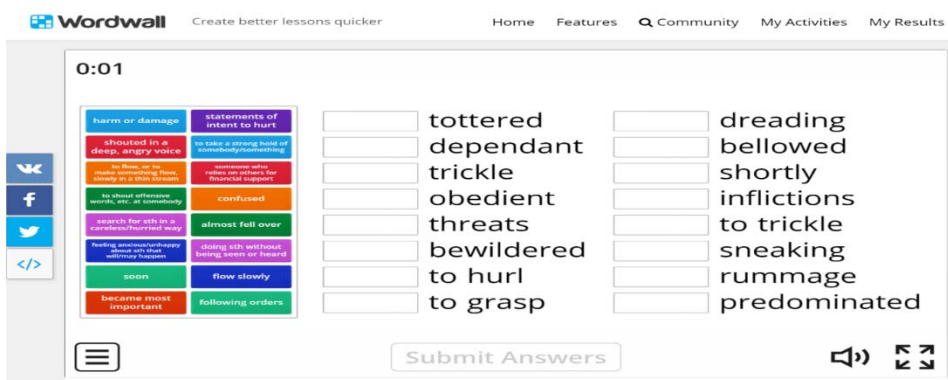 Wordwall Create better lessons quicker Home Features Community My Activities My Results
0:01
harm or damage
statements of
intent to hurt
shouted in a
deep, angry voice
to take a strong hold of
somebody/something
to flow, or to
make something flow,
slowly in a thin stream
someone who
relies on others for
financial support
to shout offensive
words, etc. at somebody
confused
search for sth in a
careless/hurried way
almost fell over
feeling anxious/unhappy
about sth that
will/may happen
doing sth without
being seen or heard
soon
flow slowly
became most
important
following orders
tottered
dependant
trickle
obedient
threats
bewildered
to hurl
to grasp
dreading
bellowed
shortly
inflictions
to trickle
sneaking
rummage
predominated
Submit Answers